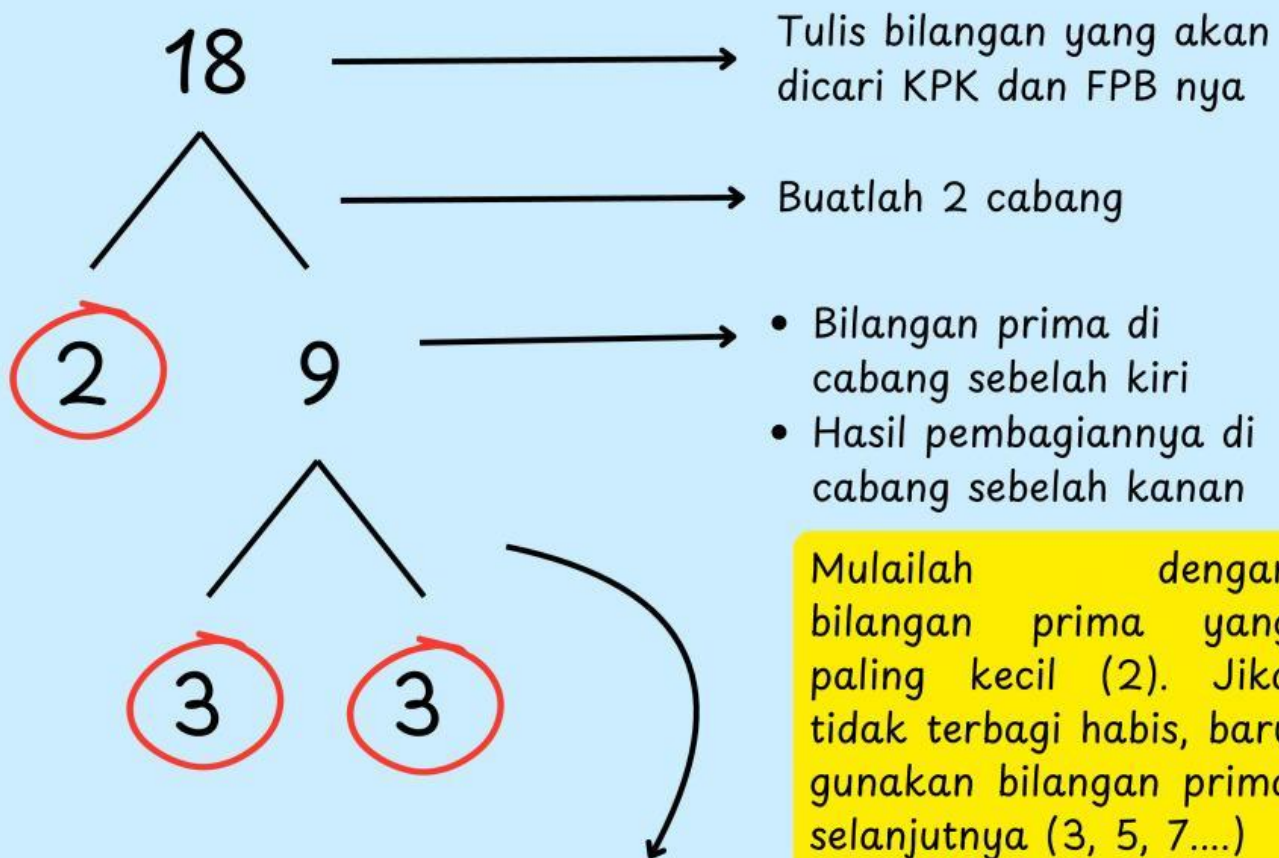 18
Tulis bilangan yang akan
dicari KPK dan FPB nya
Buatlah 2 cabang
2 9
• Bilangan prima di
cabang sebelah kiri
• Hasil pembagiannya di
cabang sebelah kanan
3 3
Mulailah dengan
bilangan prima yang
paling kecil (2). Jika
tidak terbagi habis, baru
gunakan bilangan prima
selanjutnya (3, 5, 7....)